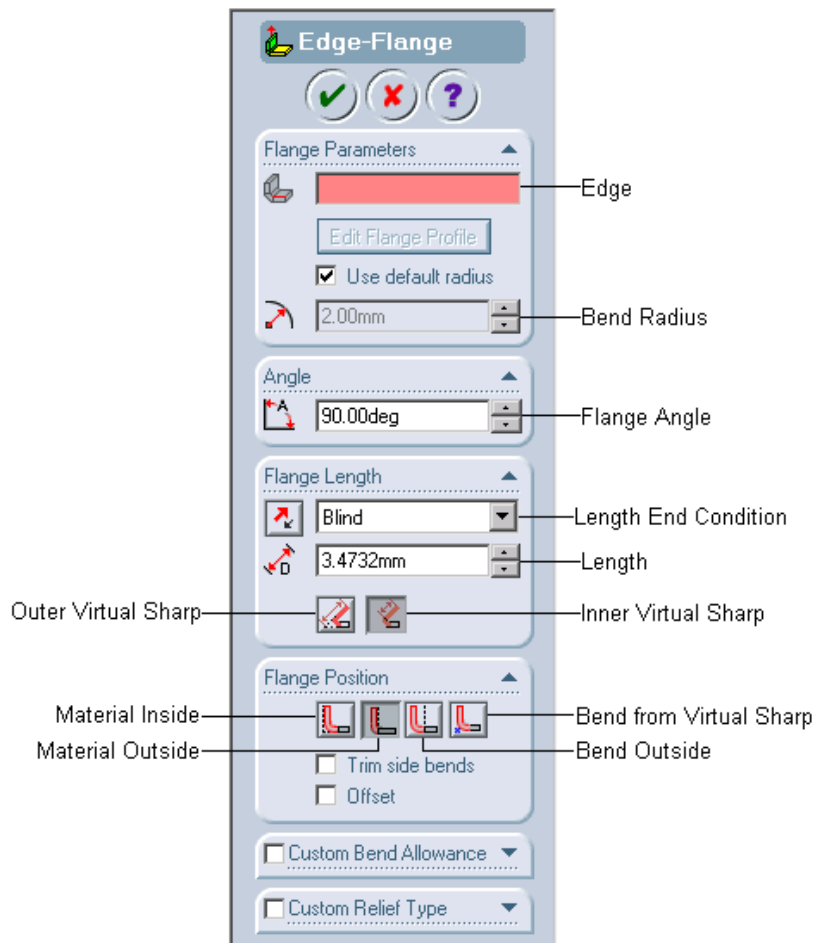 Edge-Flange
?
Flange Parameters
Edge
Edit Flange Profile
Use default radius
2.00mm
Bend Radius
Angle
A
90.00deg
Flange Angle
Flange Length
Blind
Length End Condition
D
3.4732mm
Length
Outer Virtual Sharp
Inner Virtual Sharp
Flange Position
Material Inside
Bend from Virtual Sharp
Material Outside
Bend Outside
Trim side bends
Offset
Custom Bend Allowance
Custom Relief Type